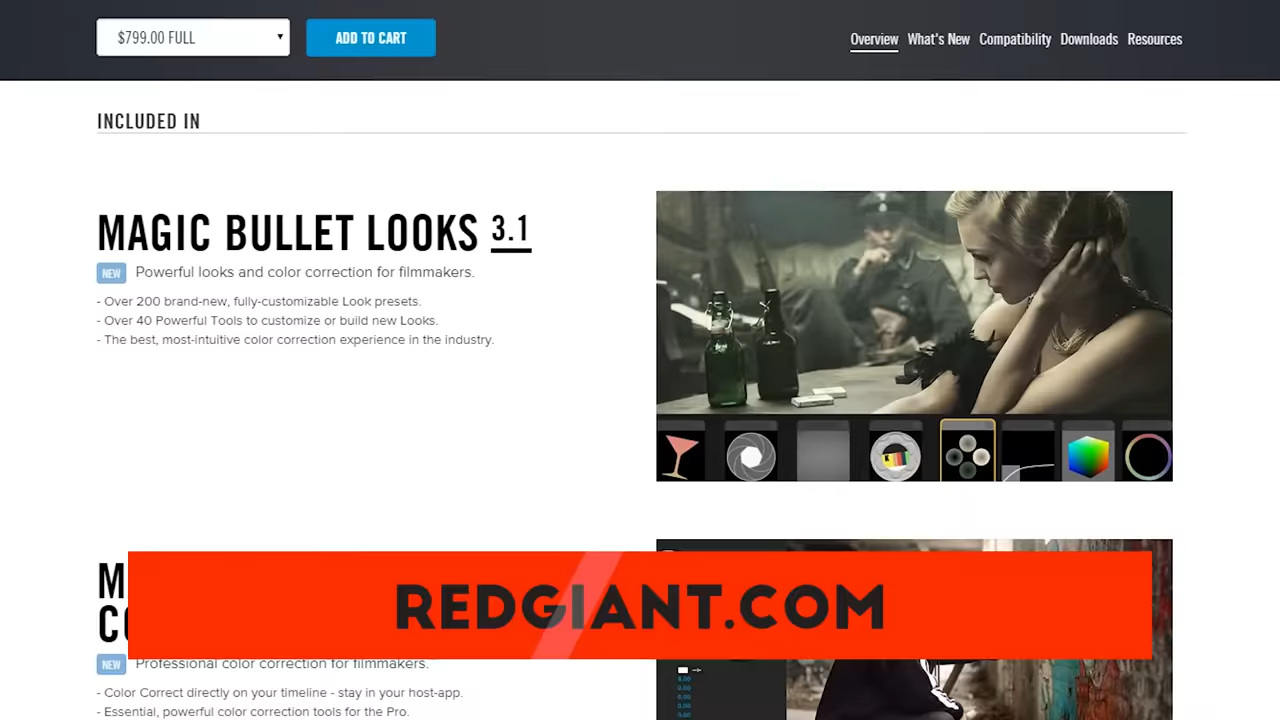 $799.00 FULL
ADD TO CART
Overview What's New Compatibility Downloads Resources
INCLUDED IN
MAGIC BULLET LOOKS 3.1
NEW Powerful looks and color correction for filmmakers.
- Over 200 brand-new, fully-customizable Look presets.
- Over 40 Powerful Tools to customize or build new Looks.
- The best, most-intuitive color correction experience in the industry.
REDGIANT.COM
NEW Professional color correction for filmmakers.
- Color Correct directly on your timeline - stay in your host-app.
- Essential, powerful color correction tools for the Pro.